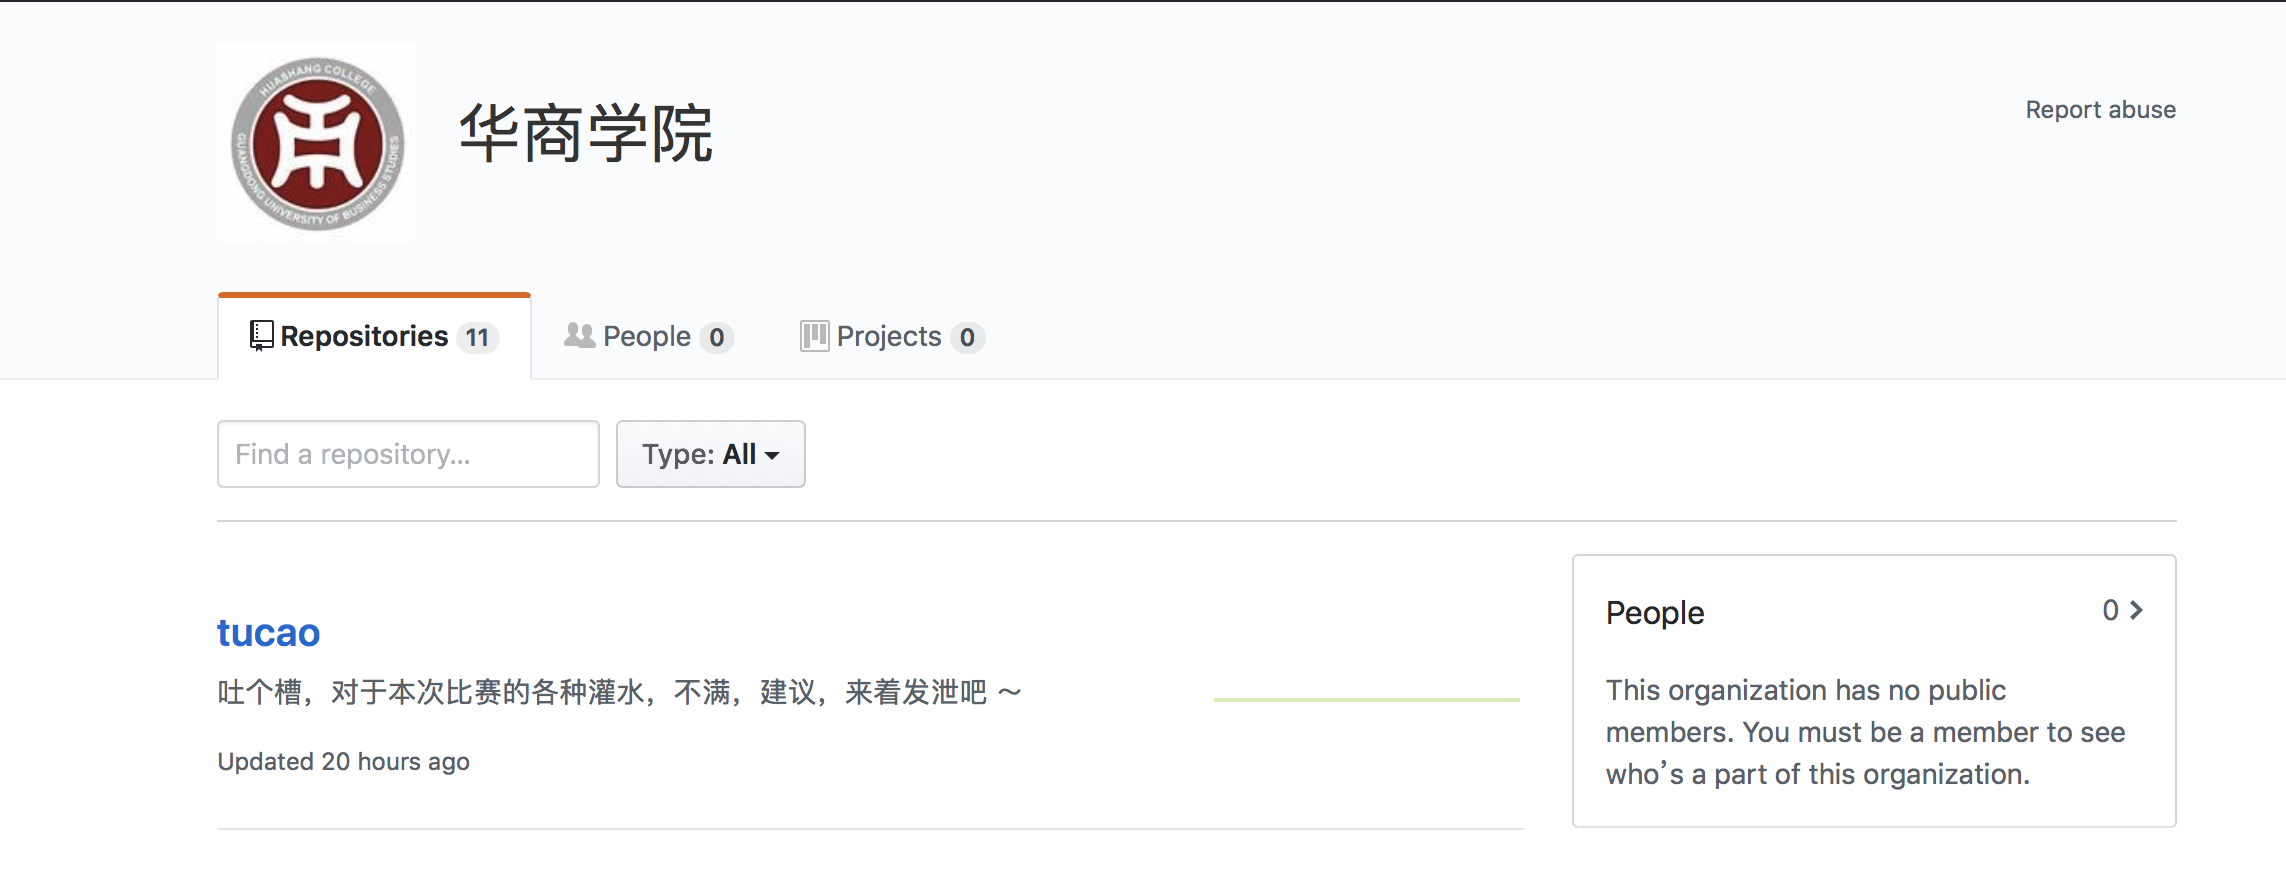 HUASHANG COLLEGE
GUANGDONG UNIVERSITY OF BUSINESS STUDIES
华商学院
Report abuse
Repositories 11
People 0
Projects 0
Find a repository...
Type: All
tucao
吐个槽，对于本次比赛的各种灌水，不满，建议，来着发泄吧 ～
Updated 20 hours ago
People 0
This organization has no public
members. You must be a member to see
who's a part of this organization.